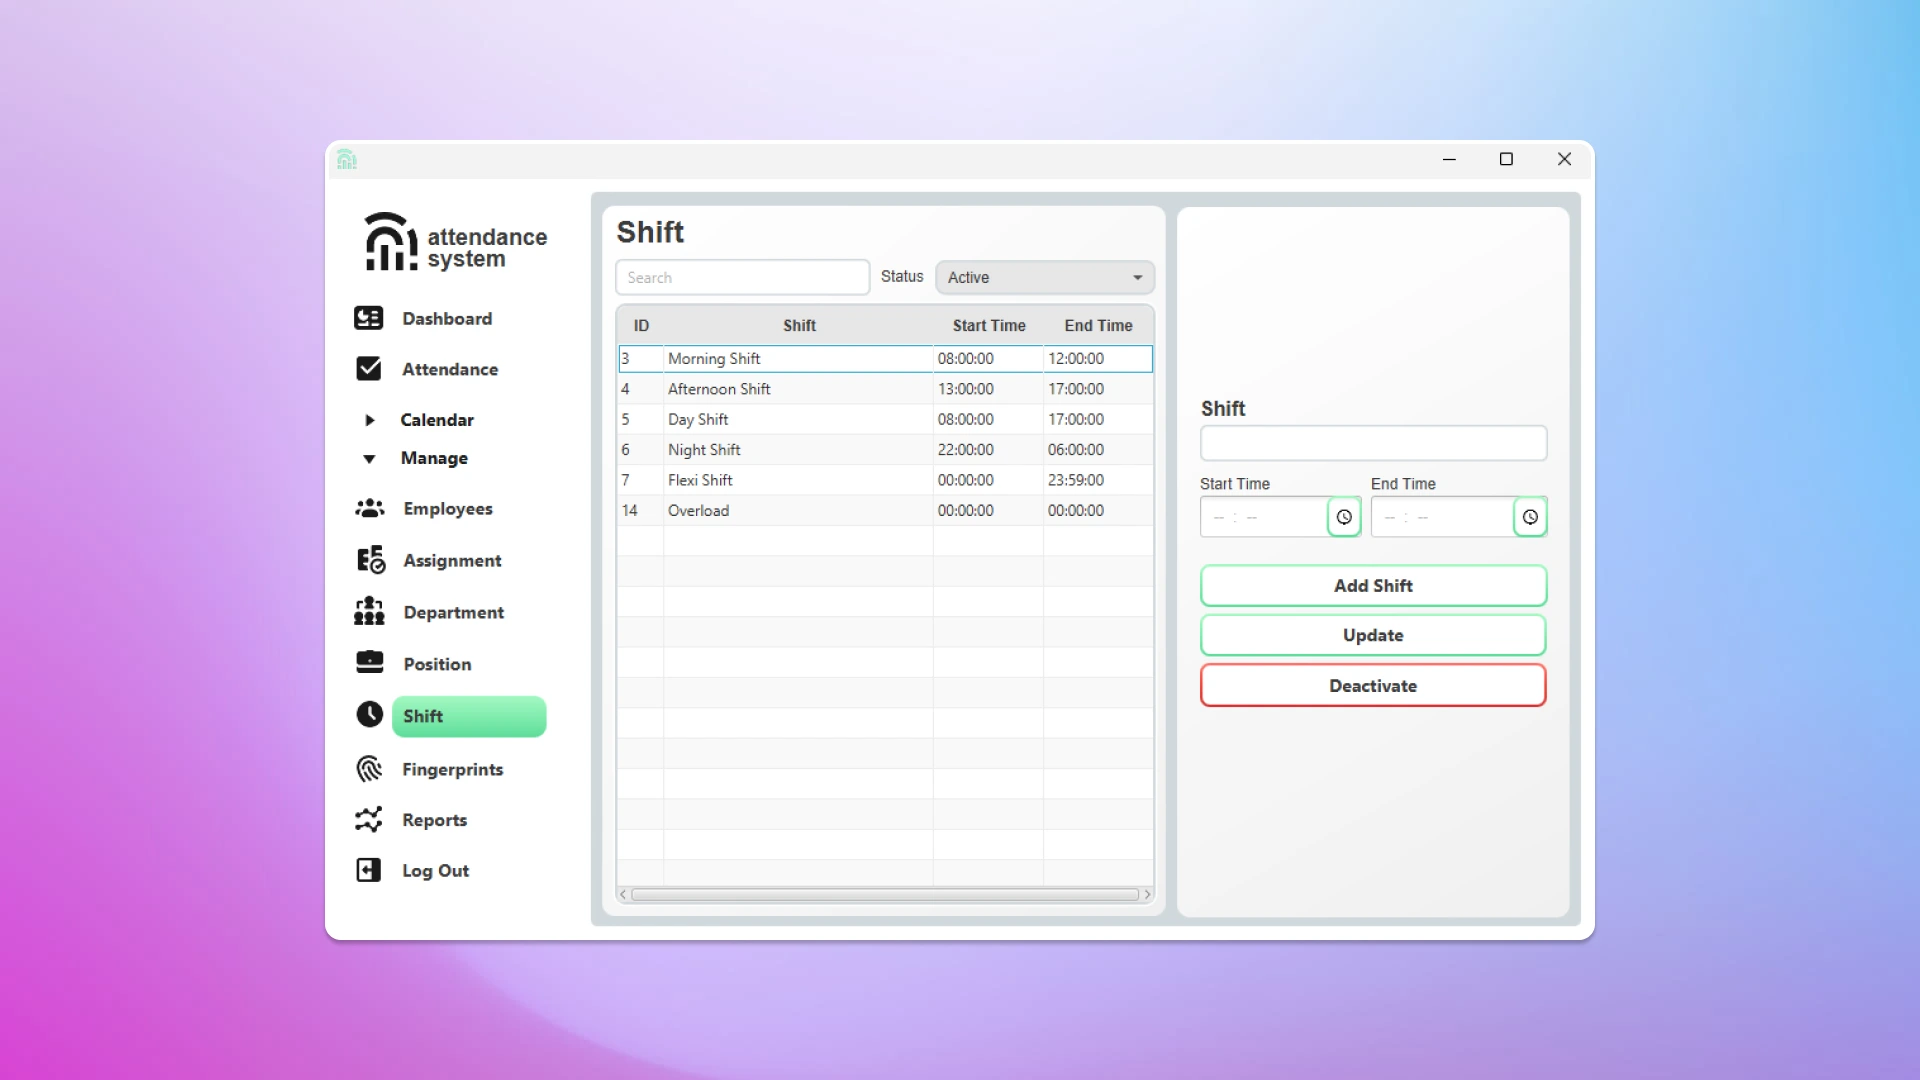 attendance
system
Dashboard
Attendance
Calendar
Manage
Employees
Assignment
Department
Position
Shift
Fingerprints
Reports
Log Out
Shift
Search
Status
Active
ID Shift Start Time End Time
3 Morning Shift 08:00:00 12:00:00
4 Afternoon Shift 13:00:00 17:00:00
5 Day Shift 08:00:00 17:00:00
6 Night Shift 22:00:00 06:00:00
7 Flexi Shift 00:00:00 23:59:00
14 Overload 00:00:00 00:00:00
Shift
Start Time End Time
-- : -- -- : --
Add Shift
Update
Deactivate